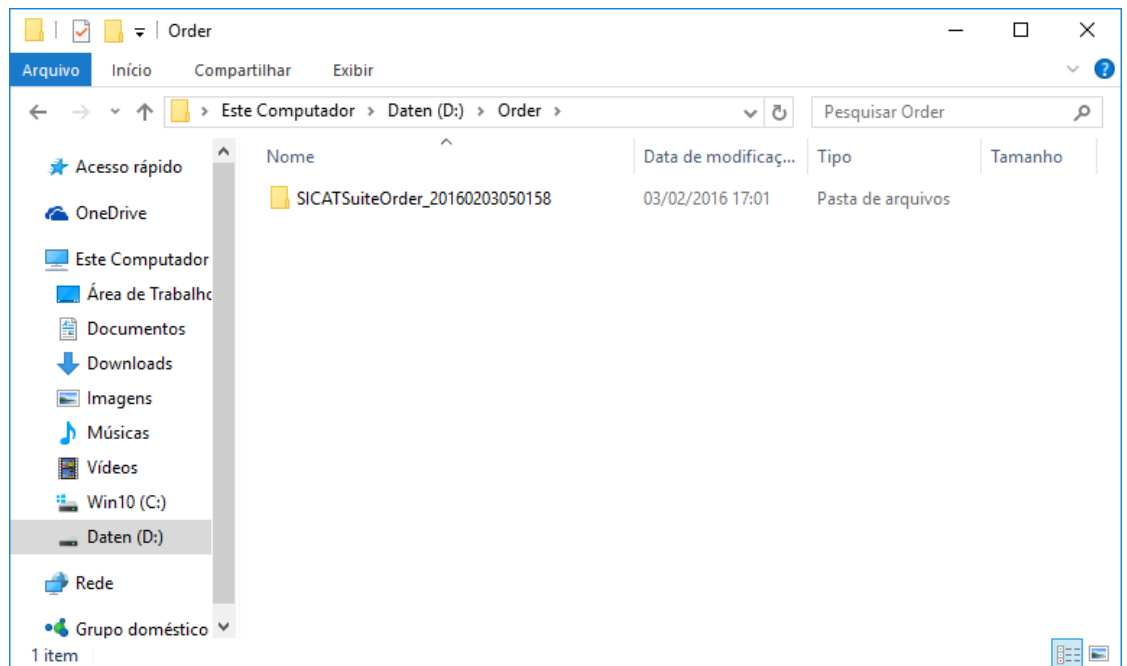 Order
Arquivo Início Compartilhar Exibir
Este Computador > Daten (D:) > Order > Pesquisar Order
Nome Data de modificaç... Tipo Tamanho
SICATSuiteOrder_20160203050158 03/02/2016 17:01 Pasta de arquivos
Acesso rápido
OneDrive
Este Computador
Área de Trabalho
Documentos
Downloads
Imagens
Músicas
Vídeos
Win10 (C:)
Daten (D:)
Rede
Grupo doméstico
1 item